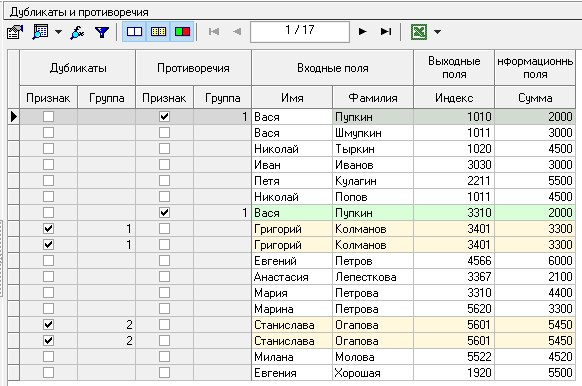 Дубликаты и противоречия
1 / 17
Дубликаты Противоречия Входные поля Выходные поля нформационнь поля
Признак Группа Признак Группа Имя Фамилия Индекс Сумма
1 Вася Пупкин 1010 2000
Вася Шмупкин 1011 3000
Николай Тыркин 1020 4500
Иван Иванов 3030 3000
Петя Кулагин 2211 5500
Николай Попов 1011 4500
1 Вася Пупкин 3310 2000
1 Григорий Колманов 3401 3300
1 Григорий Колманов 3401 3300
Евгений Петров 4566 6000
Анастасия Лепесткова 3367 2100
Мария Петрова 3310 4400
Марина Петрова 5620 3300
2 Станислава Огапова 5601 5450
2 Станислава Огапова 5601 5450
Милана Молова 5522 4520
Евгения Хорошая 1920 5500